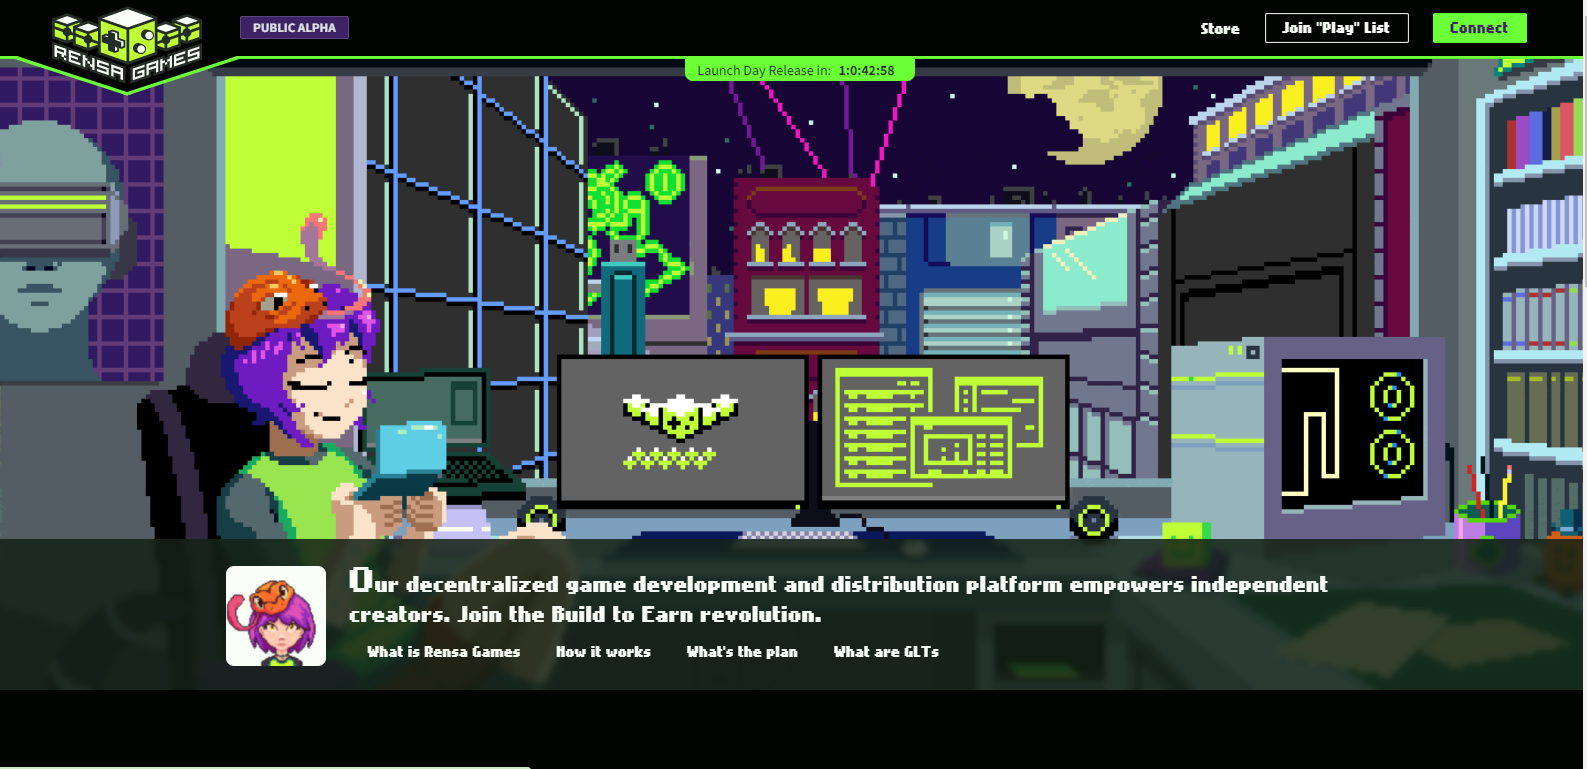 RENSA GAMES
PUBLIC ALPHA
Store
Join "Play" List
Connect
Launch Day Release in: 1:0:42:58
Our decentralized game development and distribution platform empowers independent
creators. Join the Build to Earn revolution.
What is Rensa Games
How it works
What's the plan
What are GLTs